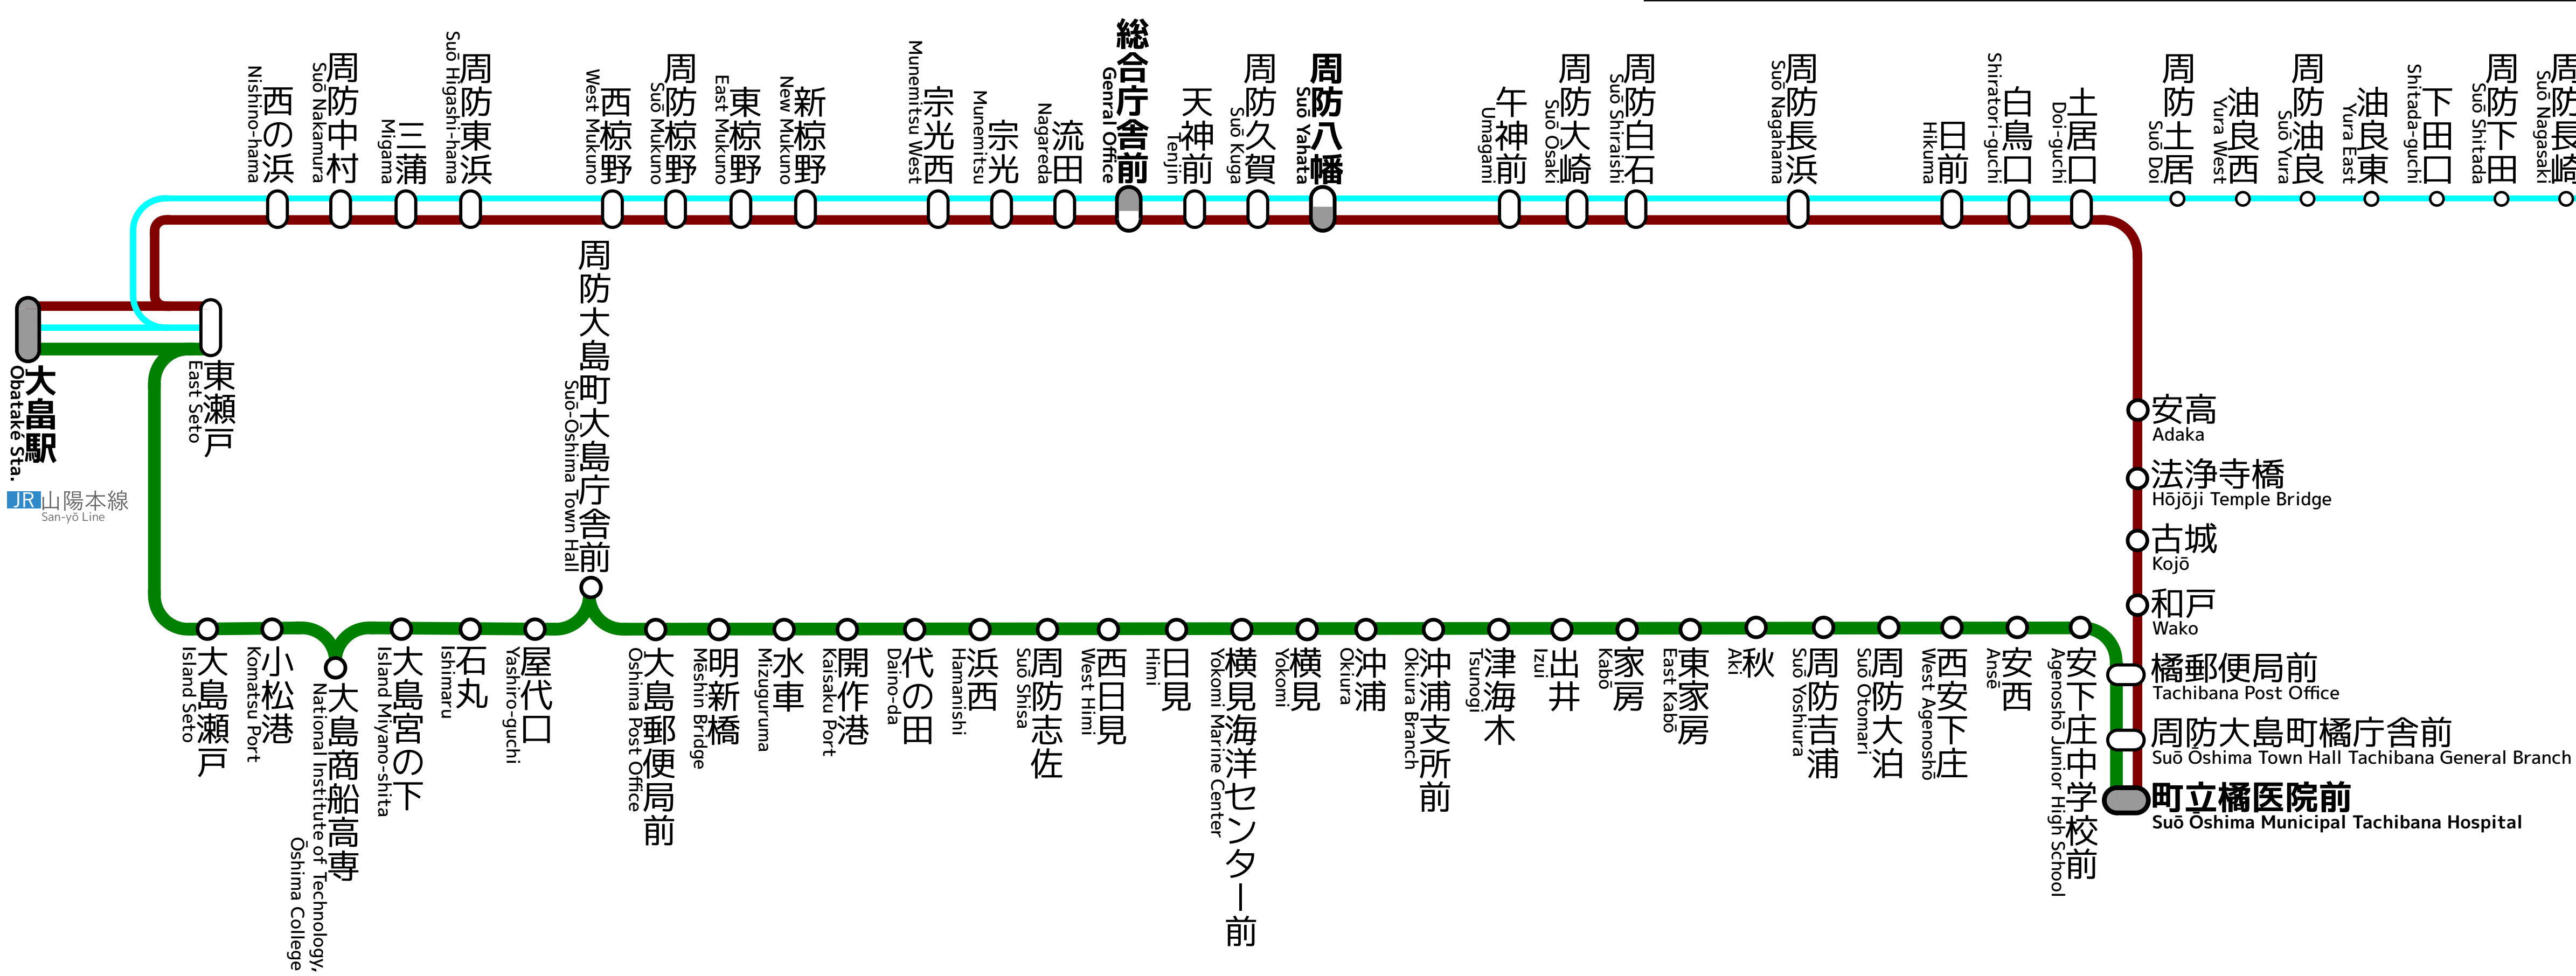 西の浜
Nishino-hama
周防中村
Suō Nakamura
三蒲
Migama
周防東浜
Suō Higashi-hama
西椋野
West Mukuno
周防椋野
Suō Mukuno
東椋野
East Mukuno
新椋野
New Mukuno
宗光西
Munemitsu West
宗光
Munemitsu
流田
Nagareda
総合庁舎前
Genral Office
天神前
Tenjin
周防久賀
Suō Kuga
周防八幡
Suō Yahata
午神前
Umagami
周防大崎
Suō Osaki
周防白石
Suō Shiraishi
周防長浜
Suō Nagahama
日前
Hikuma
白鳥口
Shiratori-guchi
土居口
Doi-guchi
周防土居
Suō Doi
油良西
Yura West
周防油良
Suō Yura
油良東
Yura East
下田口
Shitada-guchi
周防下田
Suō Shitada
周防長崎
Suō Nagasaki
大畠駅
Ōbataké Sta.
JR山陽本線
San-yō Line
東瀬戸
East Seto
大島瀬戸
Island Seto
小松港
Komatsu Port
大島商船高専
National Institute of Technology,
Ōshima College
大島宮の下
Island Miyano-shita
石丸
Ishimaru
屋代口
Yashiro-guchi
周防大島町大島庁舎前
Suō-Ōshima Town Hall
大島郵便局前
Ōshima Post Office
明新橋
Mēshin Bridge
水車
Mizuguruma
開作港
Kaisaku Port
代の田
Daino-da
浜西
Hamanishi
周防志佐
Suō Shisa
西日見
West Himi
日見
Himi
横見海洋センター前
Yokomi Marine Center
横見
Yokomi
沖浦
Okiura
沖浦支所前
Okiura Branch
津海木
Tsunogi
出井
Izui
家房
Kabō
東家房
East Kabō
秋
Aki
周防吉浦
Suō Yoshiura
周防大泊
Suō Otomari
西安下庄
West Agenoshō
安西
Ansē
安下庄中学校前
Agenoshō Junior High School
安高
Adaka
法浄寺橋
Hōjōji Temple Bridge
古城
Kojō
和戸
Wako
橘郵便局前
Tachibana Post Office
周防大島町橘庁舎前
Suō Ōshima Town Hall Tachibana General Branch
町立橘医院前
Suō Ōshima Municipal Tachibana Hospital